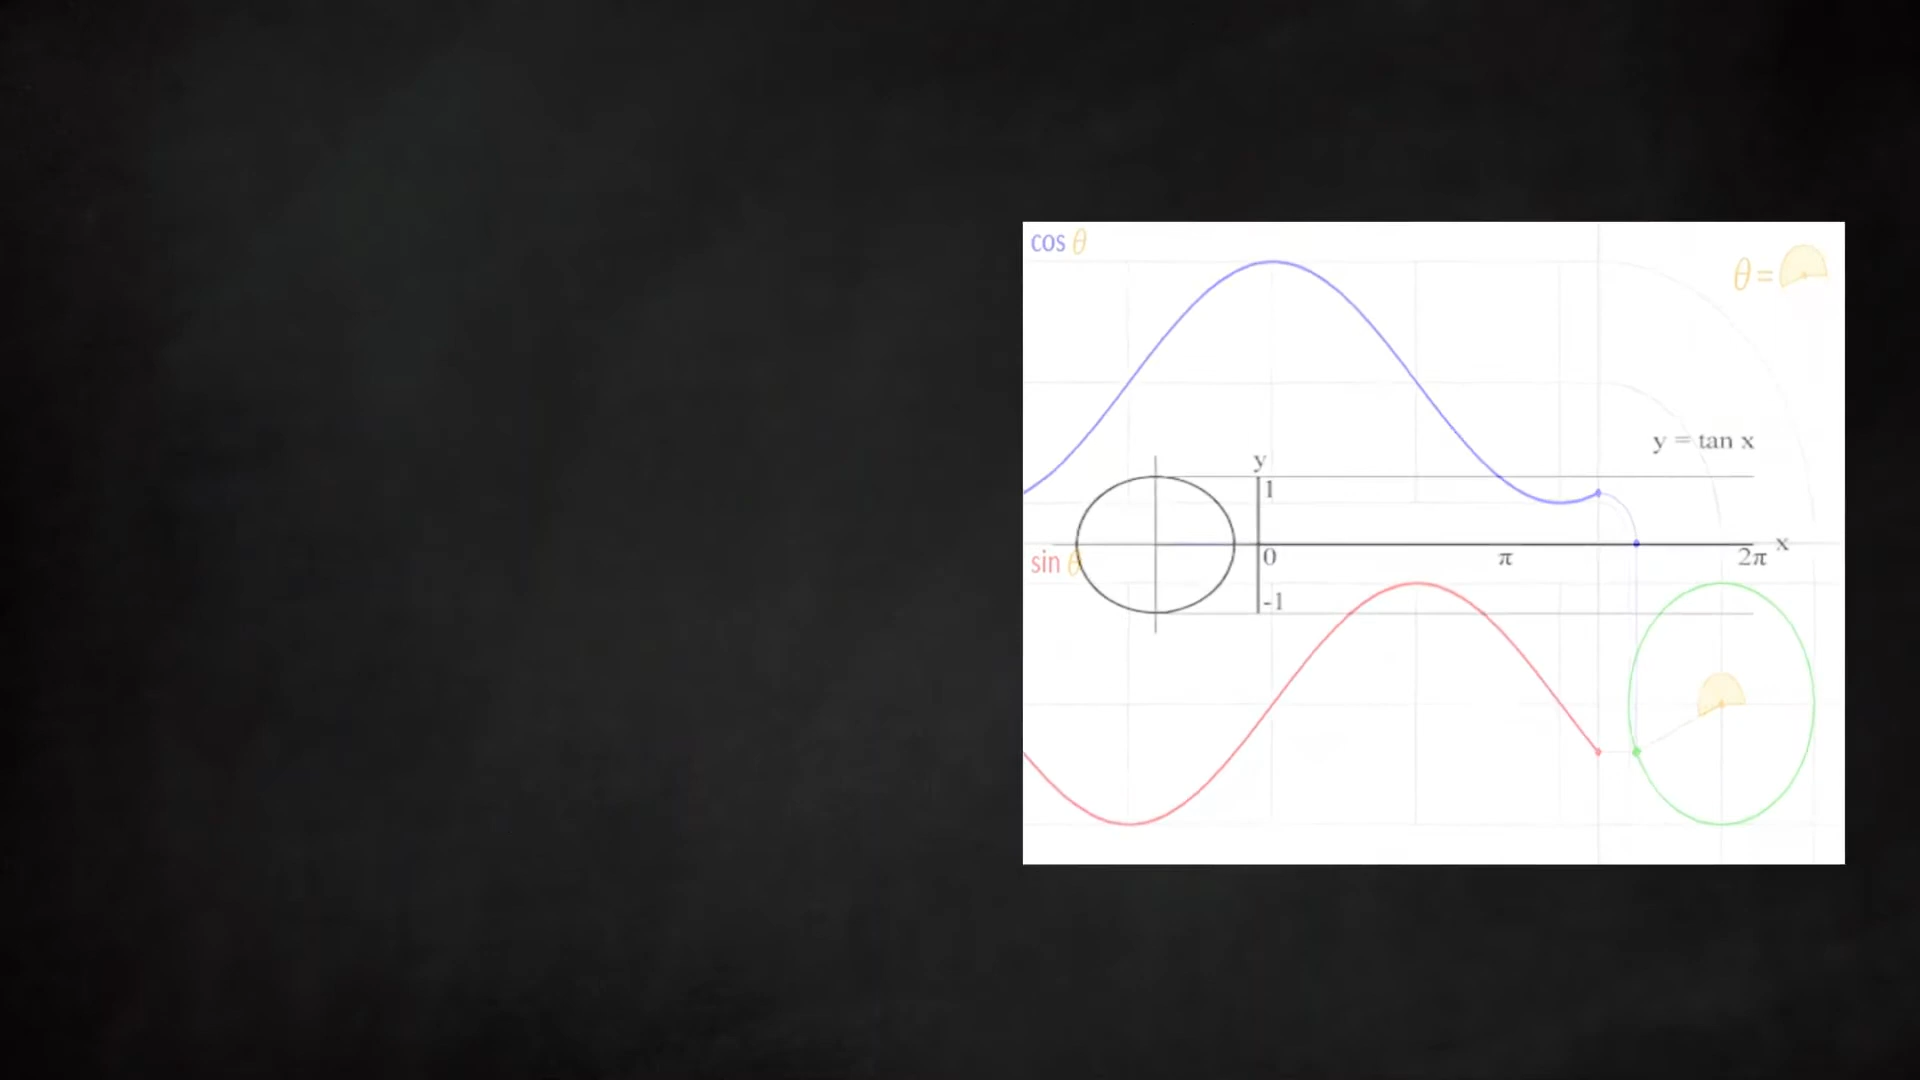 cos θ
θ =
y = tan x
y
1
0
π
2π
x
sin θ
-1